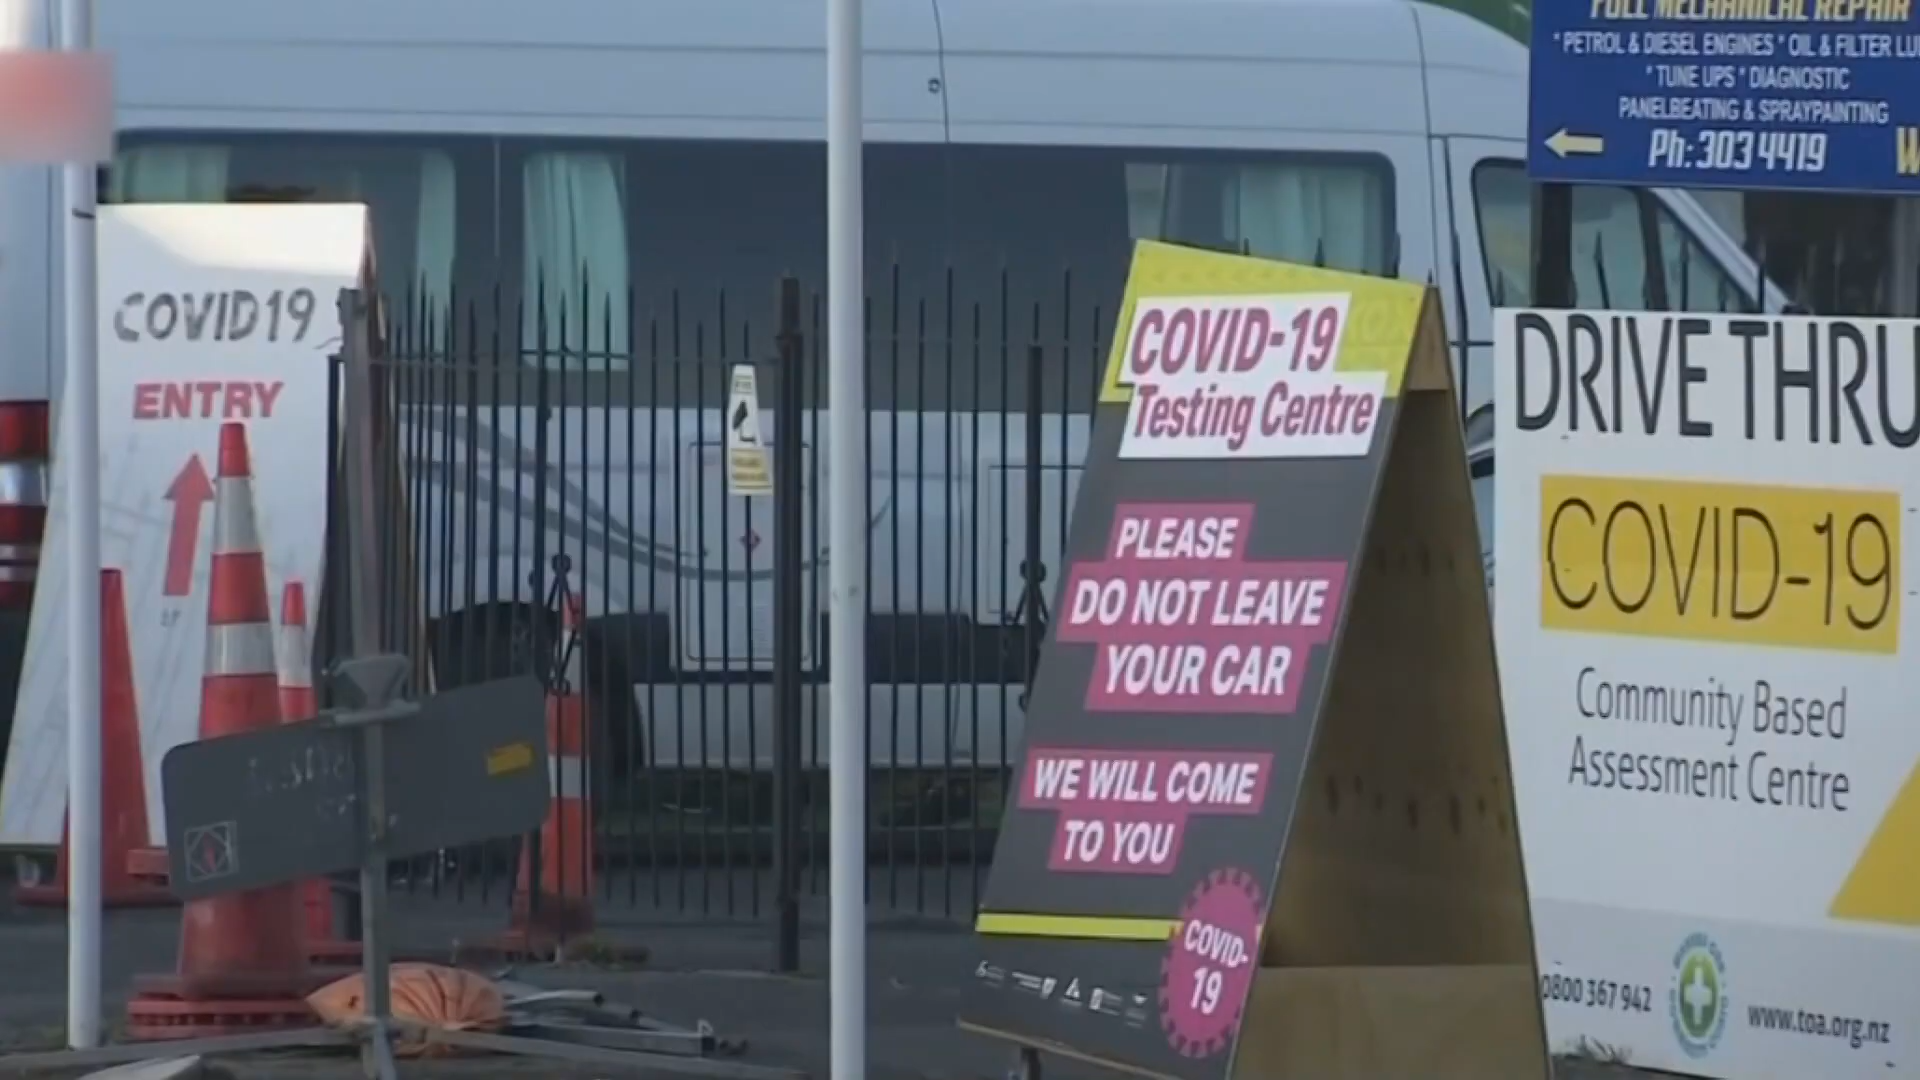 COVID19
ENTRY
COVID-19
Testing Centre
PLEASE
DO NOT LEAVE
YOUR CAR
WE WILL COME
TO YOU
COVID-
19
FULL MECHANICAL REPAIR
* PETROL & DIESEL ENGINES * OIL & FILTER LU
* TUNE UPS * DIAGNOSTIC
PANELBEATING & SPRAYPAINTING
Ph: 303 4419
W
DRIVE THRU
COVID-19
Community Based
Assessment Centre
0800 367 942
www.toa.org.nz